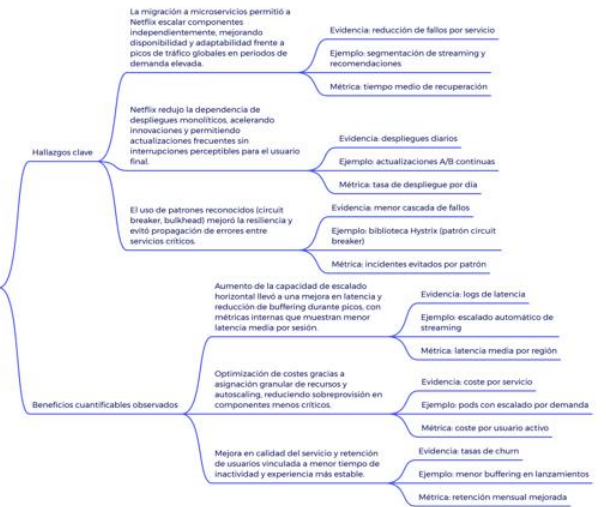 La migración a microservicios permitió a
Netflix escalar componentes
independientemente, mejorando
disponibilidad y adaptabilidad frente a
picos de tráfico globales en periodos de
demanda elevada.
Evidencia: reducción de fallos por servicio
Ejemplo: segmentación de streaming y
recomendaciones
Métrica: tiempo medio de recuperación
Hallazgos clave
Netflix redujo la dependencia de
despliegues monolíticos, acelerando
innovaciones y permitiendo
actualizaciones frecuentes sin
interrupciones perceptibles para el usuario
final.
Evidencia: despliegues diarios
Ejemplo: actualizaciones A/B continuas
Métrica: tasa de despliegue por día
El uso de patrones reconocidos (circuit
breaker, bulkhead) mejoró la resiliencia y
evitó propagación de errores entre
servicios críticos.
Evidencia: menor cascada de fallos
Ejemplo: biblioteca Hystrix (patrón circuit
breaker)
Métrica: incidentes evitados por patrón
Aumento de la capacidad de escalado
horizontal llevó a una mejora en latencia y
reducción de buffering durante picos, con
métricas internas que muestran menor
latencia media por sesión.
Evidencia: logs de latencia
Ejemplo: escalado automático de
streaming
Métrica: latencia media por región
Beneficios cuantificables observados
Optimización de costes gracias a
asignación granular de recursos y
autoscaling, reduciendo sobreprovisión en
componentes menos críticos.
Evidencia: coste por servicio
Ejemplo: pods con escalado por demanda
Métrica: coste por usuario activo
Mejora en calidad del servicio y retención
de usuarios vinculada a menor tiempo de
inactividad y experiencia más estable.
Evidencia: tasas de churn
Ejemplo: menor buffering en lanzamientos
Métrica: retención mensual mejorada